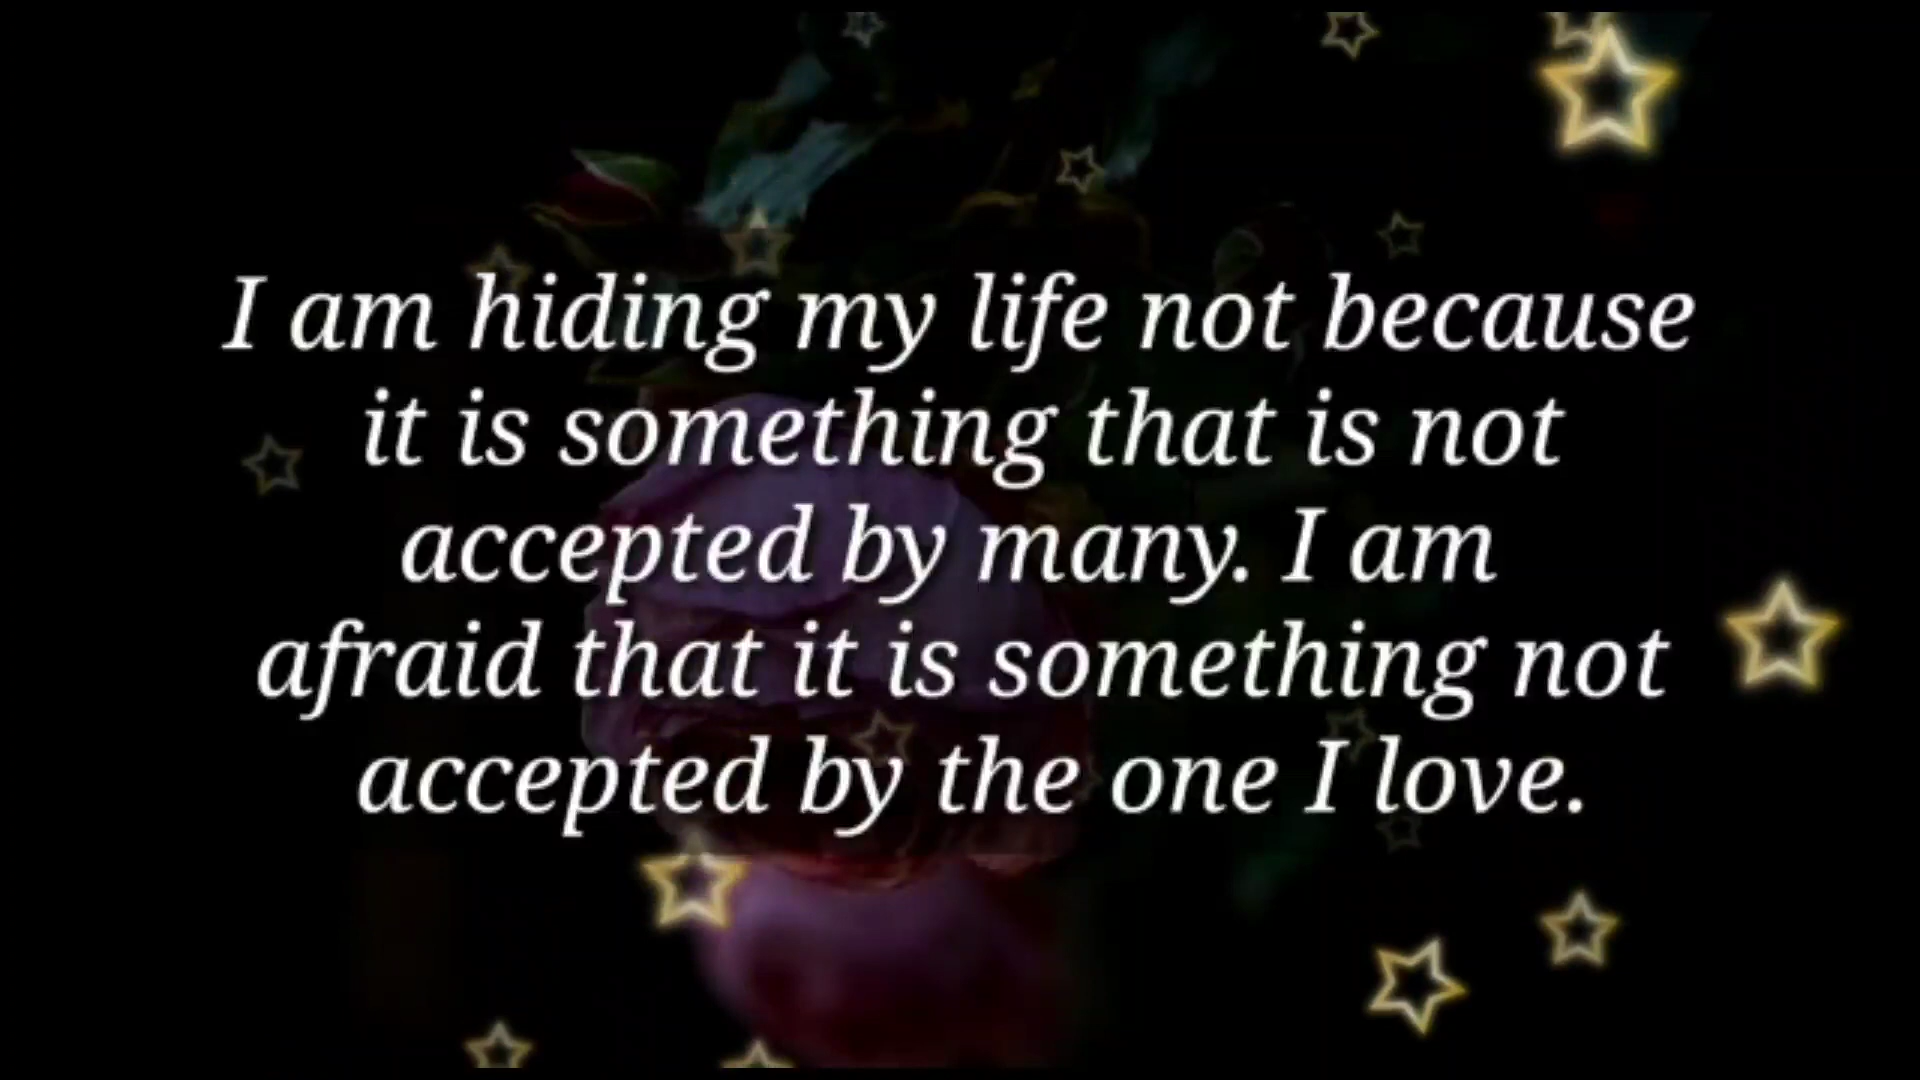 I am hiding my life not because
it is something that is not
accepted by many. I am
afraid that it is something not
accepted by the one I love.